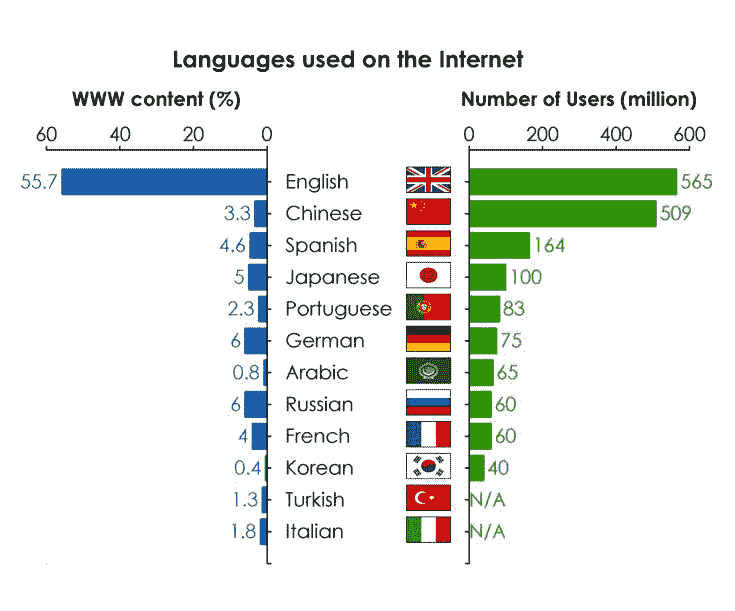 Languages used on the Internet
WWW content (%) Number of Users (million)
60 40 20 0 0 200 400 600
55.7 English 565
3.3 Chinese 509
4.6 Spanish 164
5 Japanese 100
2.3 Portuguese 83
6 German 75
0.8 Arabic 65
6 Russian 60
4 French 60
0.4 Korean 40
1.3 Turkish N/A
1.8 Italian N/A